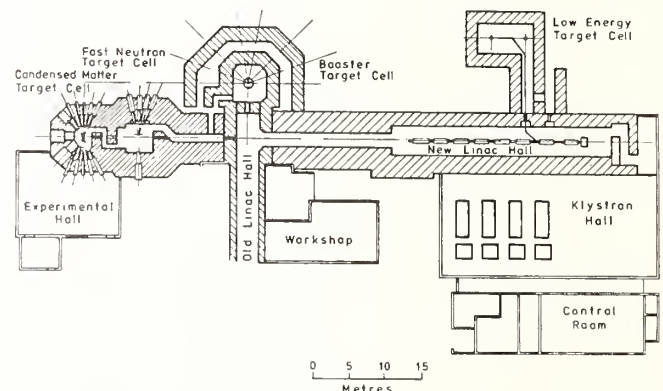 Low Energy
Target Cell
Fast Neutron
Target Cell
Booster
Target Cell
Condensed Matter
Target Cell
New Linac Hall
Old Linac Hall
Experimental
Hall
Workshop
Klystron
Hall
Control
Room
0 5 10 15
Metres